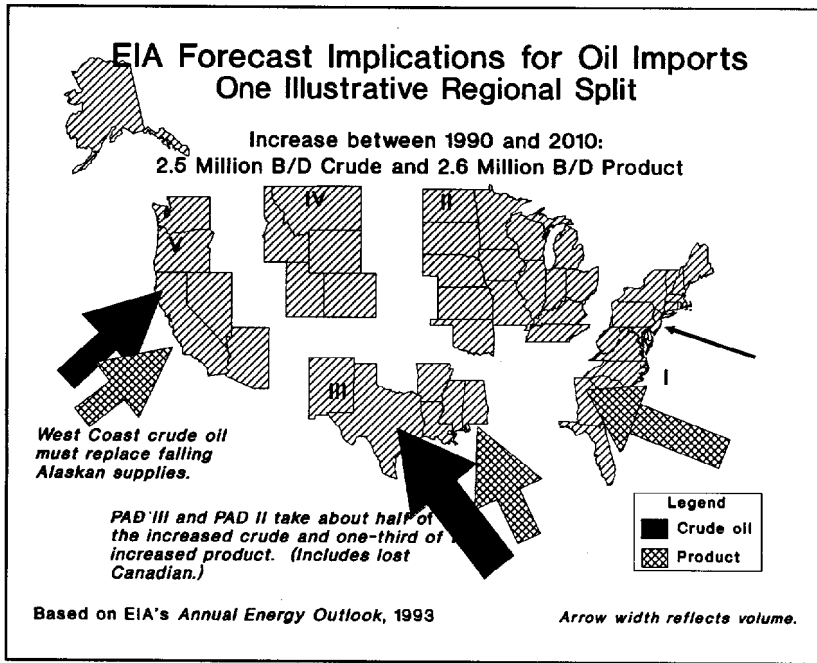 EIA Forecast Implications for Oil Imports
One Illustrative Regional Split
Increase between 1990 and 2010:
2.5 Million B/D Crude and 2.6 Million B/D Product
V
IV
II
III
I
West Coast crude oil
must replace falling
Alaskan supplies.
PAD III and PAD II take about half of
the increased crude and one-third of
increased product. (Includes lost
Canadian.)
Legend
Crude oil
Product
Based on EIA's Annual Energy Outlook, 1993
Arrow width reflects volume.